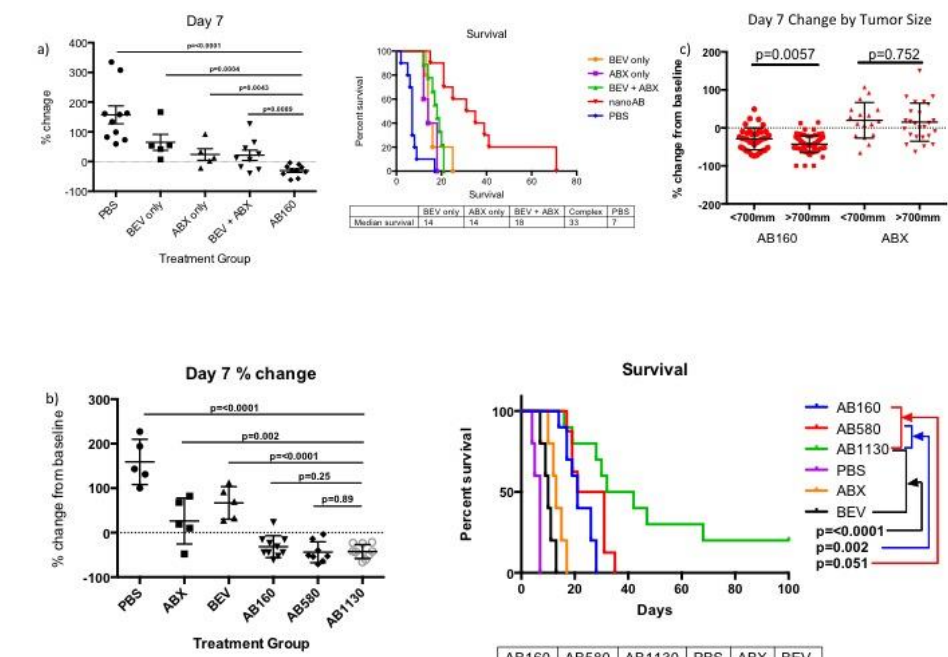 Day 7
a)
% chnage
400
300
200
100
0
-100
p=<0.0001
p=0.0004
p=0.0043
p=0.0069
PBS
BEV only
ABX only
BEV + ABX
AB160
Treatment Group
Survival
Percent survival
100
80
60
40
20
0
0 20 40 60 80
Survival
BEV only
ABX only
BEV + ABX
nanoAB
PBS
BEV only ABX only BEV + ABX Complex PBS
Median survival 14 14 18 33 7
Day 7 Change by Tumor Size
c)
% change from baseline
200
100
0
-100
-200
p=0.0057 p=0.752
<700mm >700mm <700mm >700mm
AB160 ABX
Day 7 % change
b)
% change from baseline
300
200
100
0
-100
p=<0.0001
p=0.002
p=<0.0001
p=0.25
p=0.89
PBS
ABX
BEV
AB160
AB580
AB1130
Treatment Group
Survival
Percent survival
100
50
0
0 20 40 60 80 100
Days
AB160
AB580
AB1130
PBS
ABX
BEV
p=<0.0001
p=0.002
p=0.051
AB160 AB580 AB1130 PBS ABX BEV